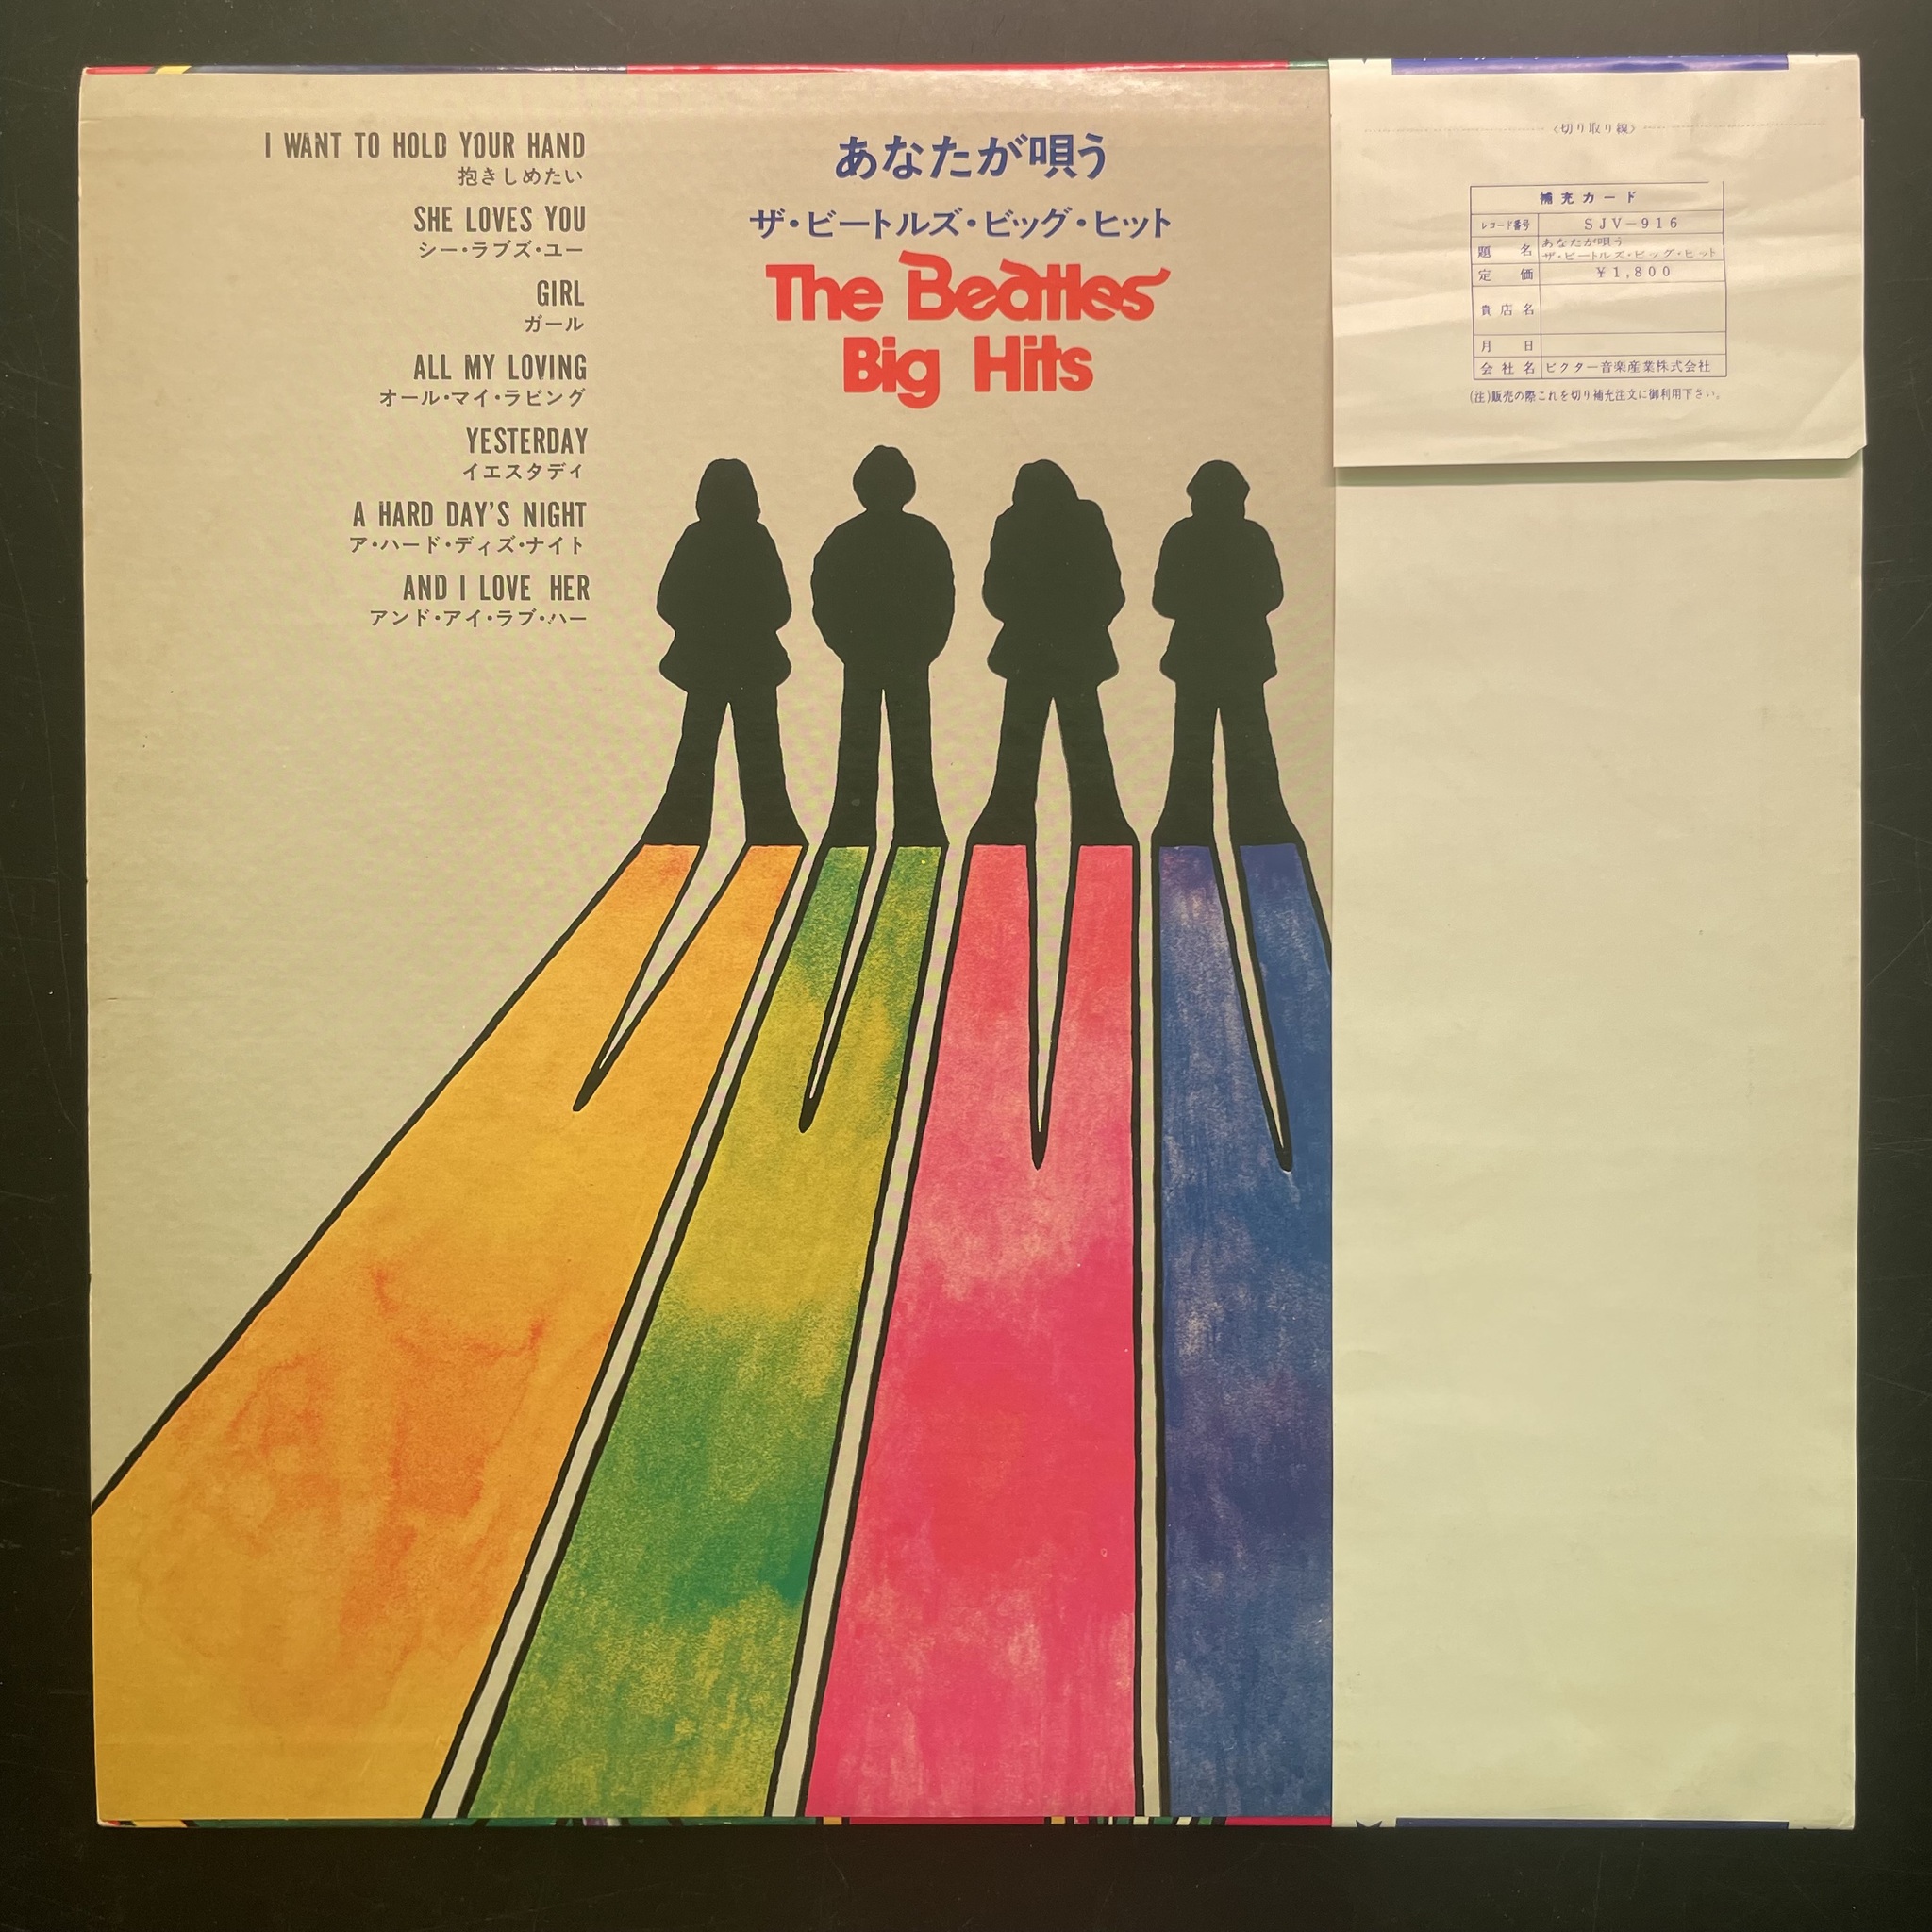 I WANT TO HOLD YOUR HAND
抱きしめたい
SHE LOVES YOU
シー・ラブズ・ユー
GIRL
ガール
ALL MY LOVING
オール・マイ・ラビング
YESTERDAY
イエスタディ
A HARD DAY'S NIGHT
ア・ハード・ディズ・ナイト
AND I LOVE HER
アンド・アイ・ラブ・ハー
あなたが唄う
ザ・ビートルズ・ビッグ・ヒット
The Beatles
Big Hits
〈切り取り線〉
補充カード
レコード番号 SJV-916
題名 あなたが唄う
ザ・ビートルズ・ビッグ・ヒット
定価 ¥1,800
貴店名
月日
会社名 ビクター音楽産業株式会社
(注)販売の際これを切り補充注文に御利用下さい。